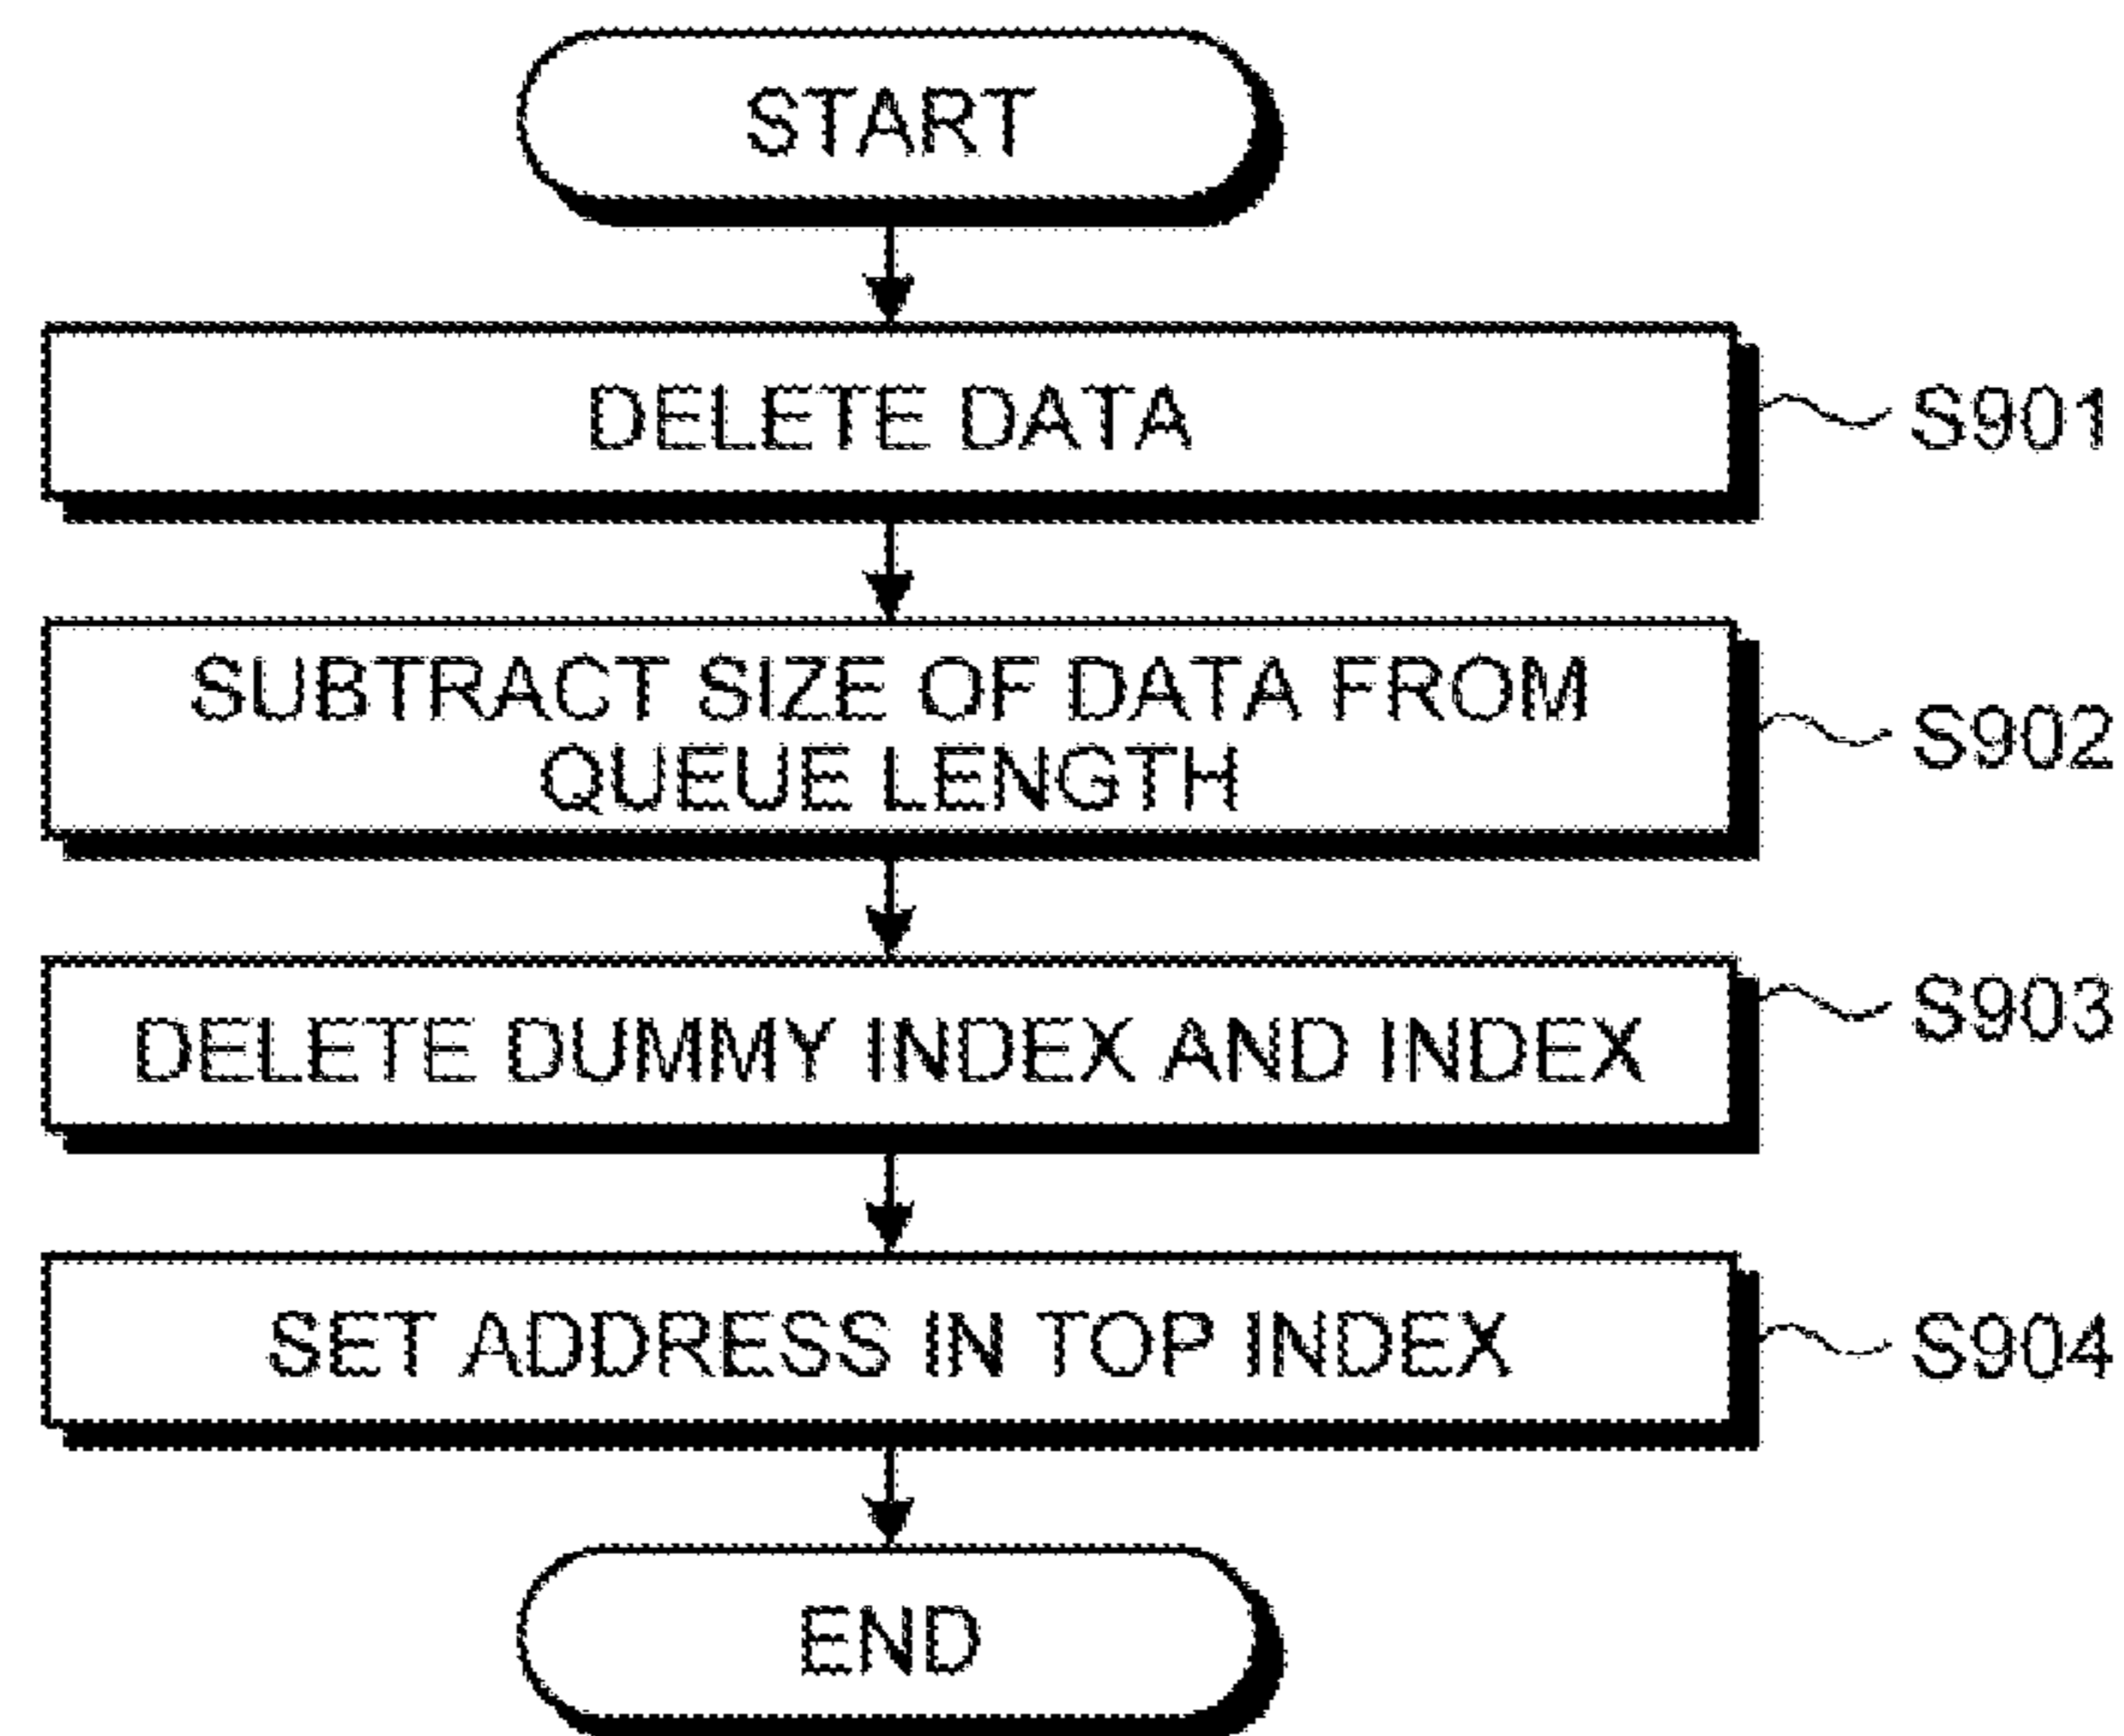 START
DELETE DATA
S901
SUBTRACT SIZE OF DATA FROM
QUEUE LENGTH
S902
DELETE DUMMY INDEX AND INDEX
S903
SET ADDRESS IN TOP INDEX
S904
END